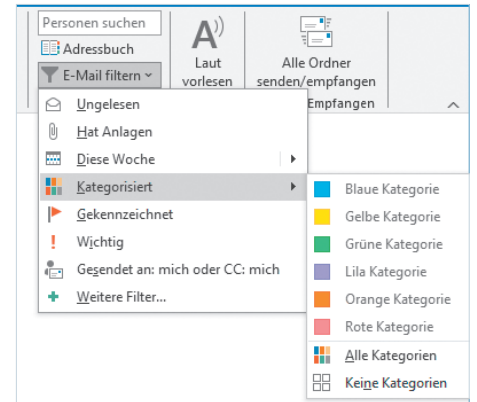 Personen suchen
Adressbuch
E-Mail filtern
A
Laut
vorlesen
Alle Ordner
senden/empfangen
Empfangen
Ungelesen
Hat Anlagen
Diese Woche
Kategorisiert
Gekennzeichnet
Wichtig
Gesendet an: mich oder CC: mich
Weitere Filter...
Blaue Kategorie
Gelbe Kategorie
Grüne Kategorie
Lila Kategorie
Orange Kategorie
Rote Kategorie
Alle Kategorien
Keine Kategorien